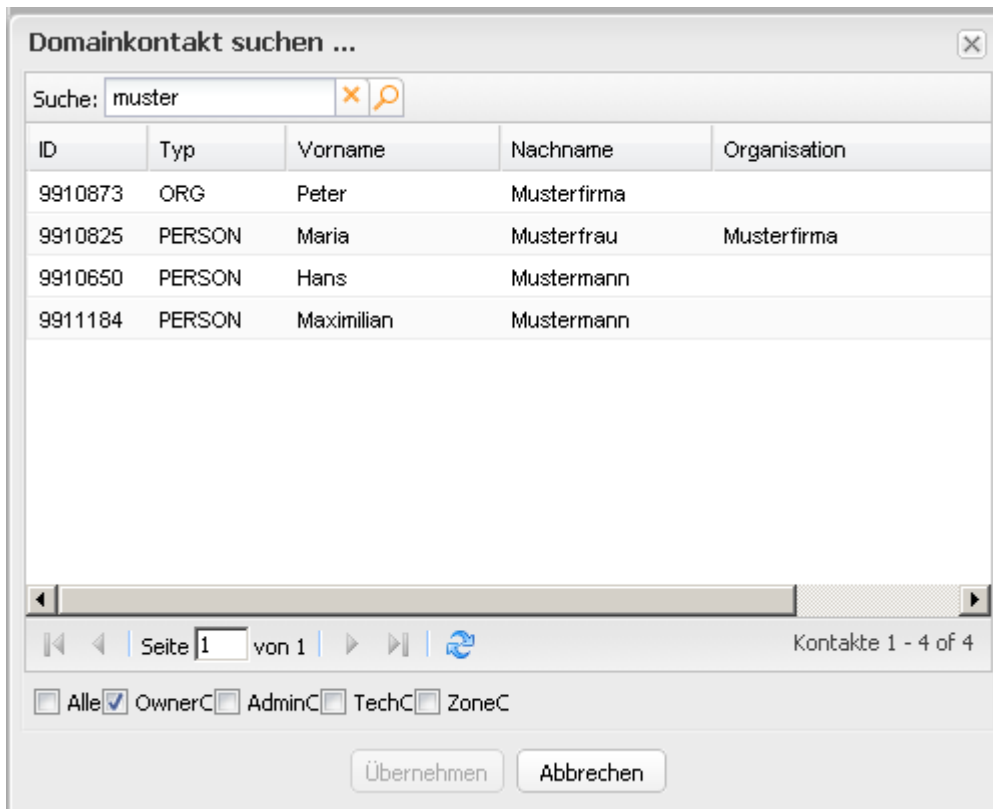 Domainkontakt suchen ...
Suche: muster
ID Typ Vorname Nachname Organisation
9910873 ORG Peter Musterfirma
9910825 PERSON Maria Musterfrau Musterfirma
9910650 PERSON Hans Mustermann
9911184 PERSON Maximilian Mustermann
Seite 1 von 1 Kontakte 1 - 4 of 4
Alle OwnerC AdminC TechC ZoneC
Übernehmen Abbrechen